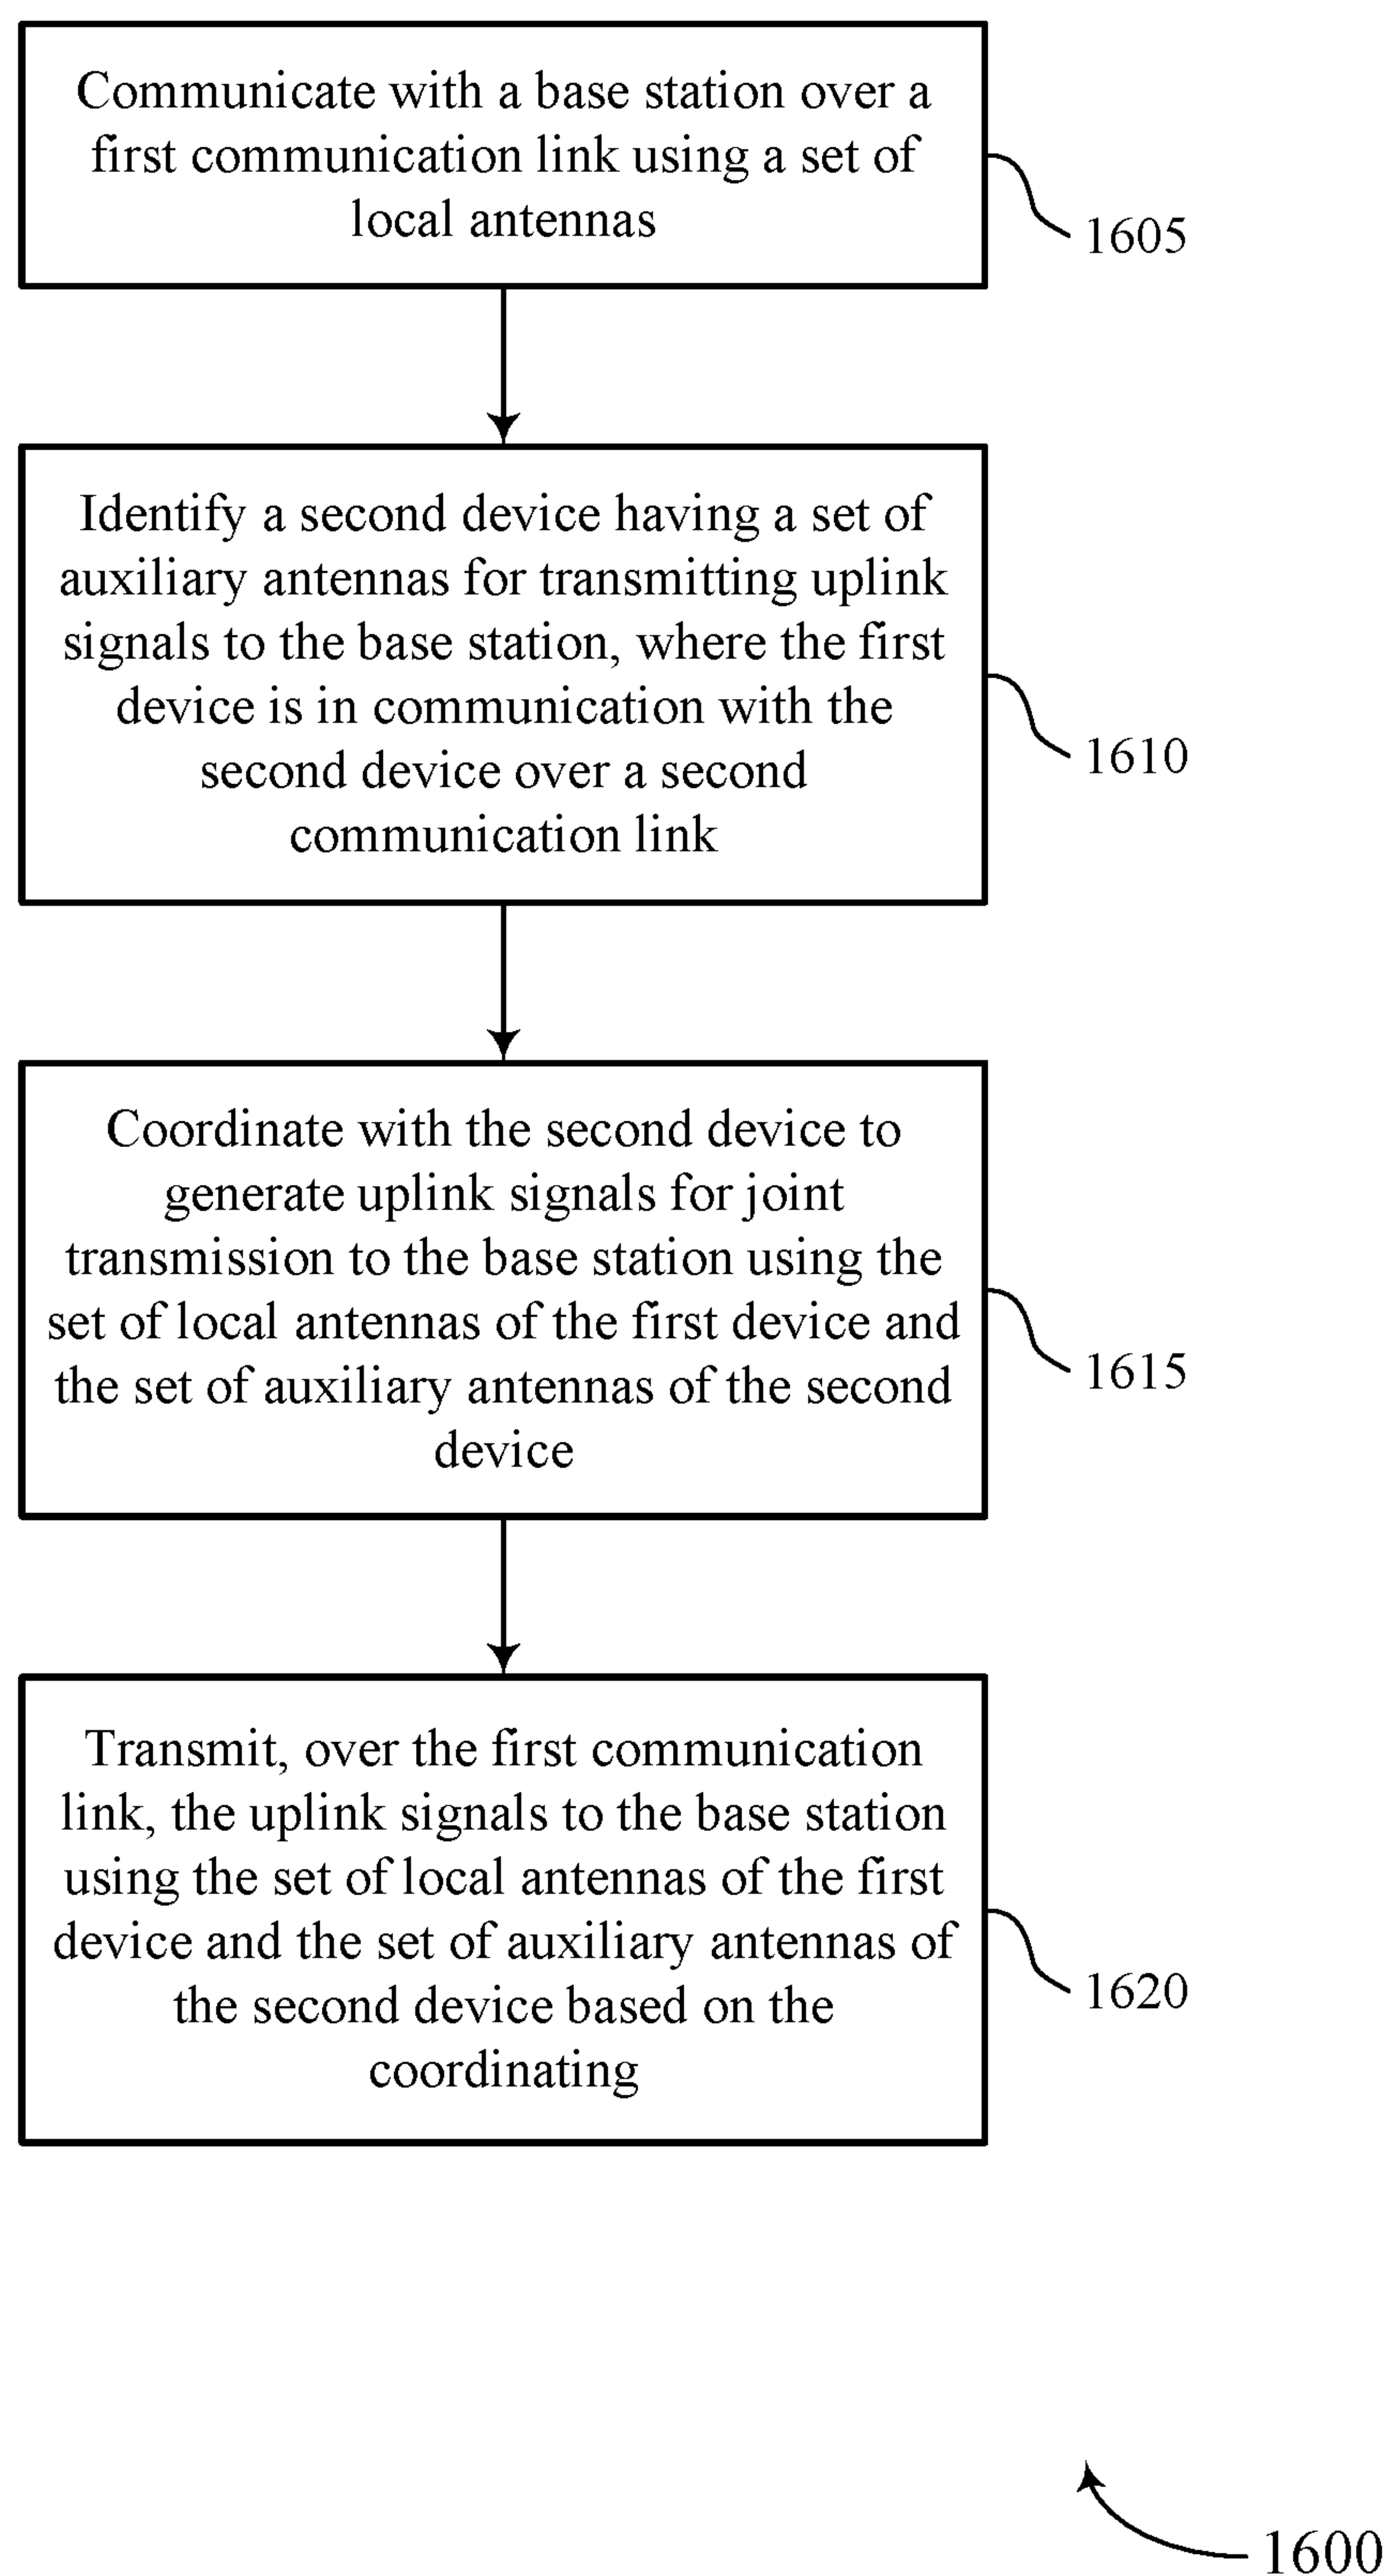 Communicate with a base station over a
first communication link using a set of
local antennas
1605
Identify a second device having a set of
auxiliary antennas for transmitting uplink
signals to the base station, where the first
device is in communication with the
second device over a second
communication link
1610
Coordinate with the second device to
generate uplink signals for joint
transmission to the base station using the
set of local antennas of the first device and
the set of auxiliary antennas of the second
device
1615
Transmit, over the first communication
link, the uplink signals to the base station
using the set of local antennas of the first
device and the set of auxiliary antennas of
the second device based on the
coordinating
1620
1600